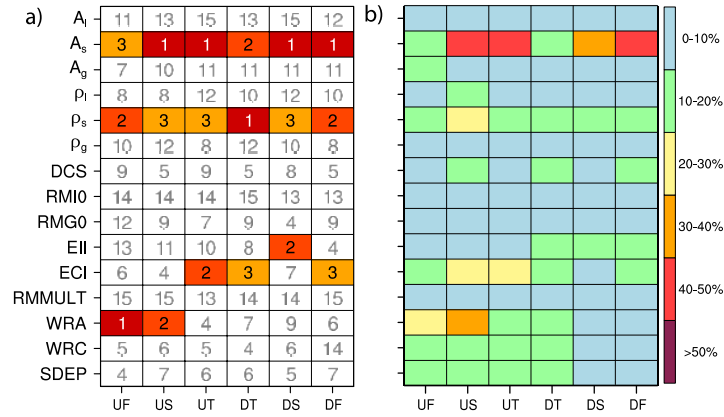 a)
b)
A_l 11 13 15 13 15 12
A_s 3 1 1 2 1 1
A_g 7 10 11 11 11 11
ρ_l 8 8 12 10 12 10
ρ_s 2 3 3 1 3 2
ρ_g 10 12 8 12 10 8
DCS 9 5 9 5 8 5
RMI0 14 14 14 15 13 13
RMG0 12 9 7 9 4 9
EII 13 11 10 8 2 4
ECI 6 4 2 3 7 3
RMMULT 15 15 13 14 14 15
WRA 1 2 4 7 9 6
WRC 5 6 5 4 6 14
SDEP 4 7 6 6 5 7
UF US UT DT DS DF
UF US UT DT DS DF
0-10%
10-20%
20-30%
30-40%
40-50%
>50%